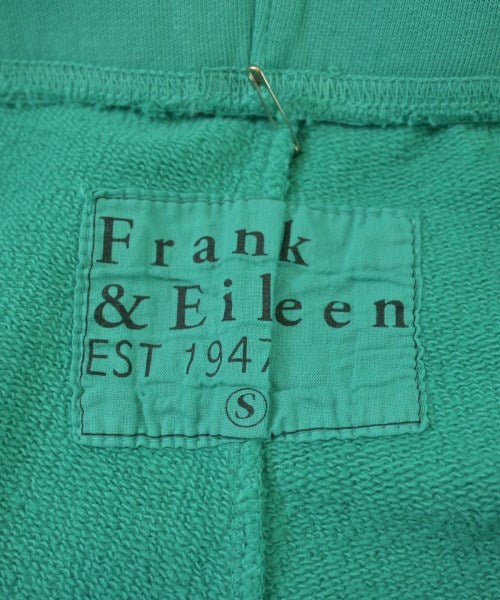 Frank
& Eileen
EST 1947
S